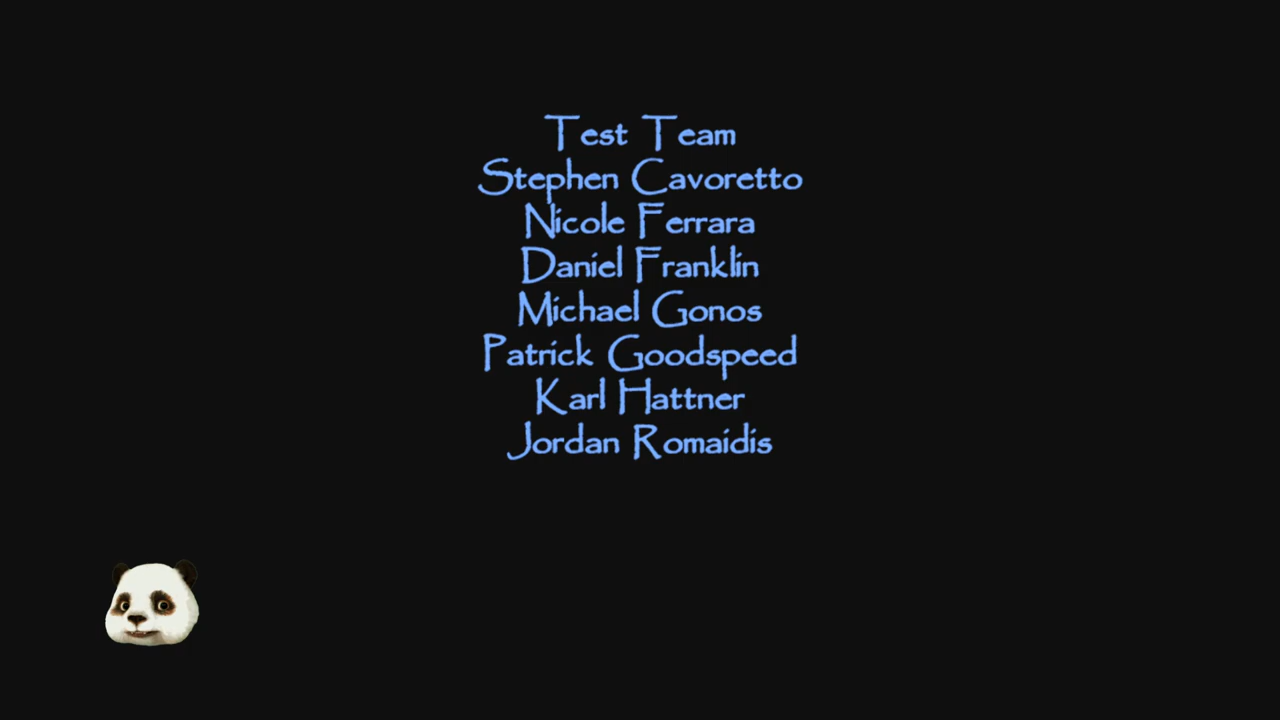 Test Team
Stephen Cavoretto
Nicole Ferrara
Daniel Franklin
Michael Gonos
Patrick Goodspeed
Karl Hattner
Jordan Romaidis